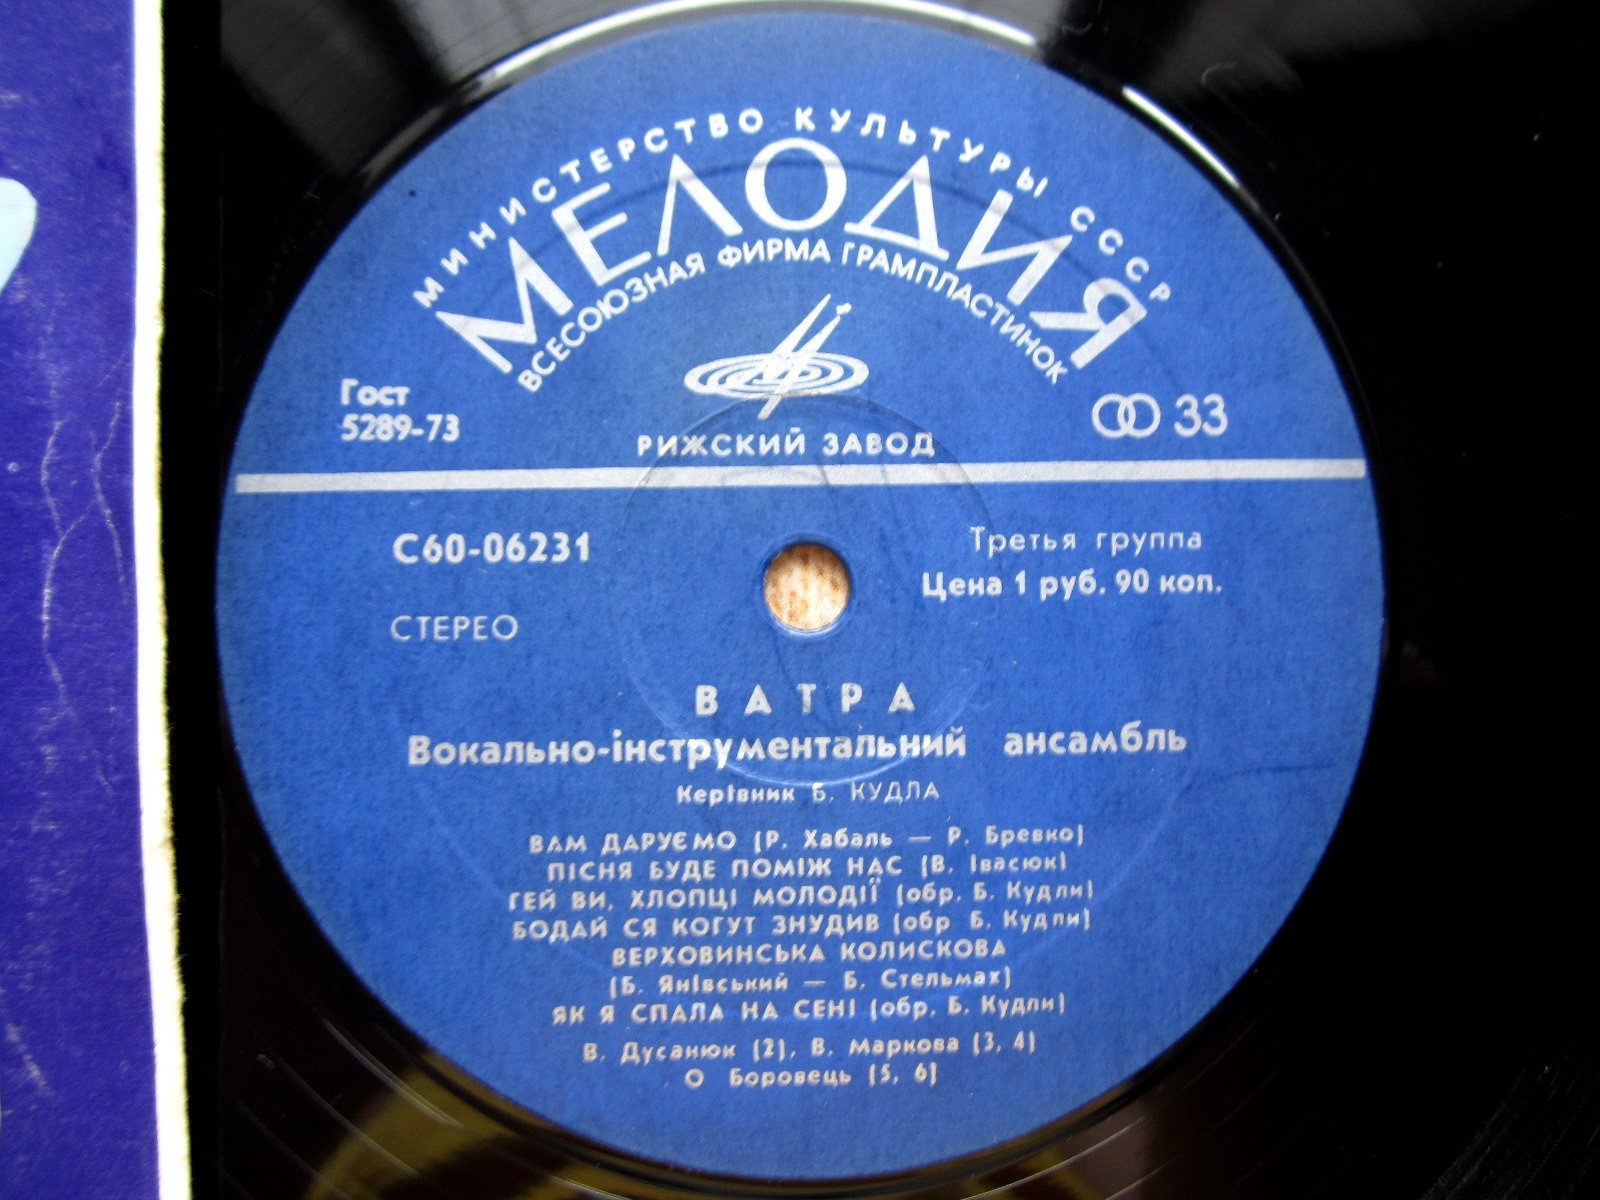 МИНИСТЕРСТВО КУЛЬТУРЫ СССР
МЕЛОДИЯ
ВСЕСОЮЗНАЯ ФИРМА ГРАМПЛАСТИНОК
Гост
5289-73
33
РИЖСКИЙ ЗАВОД
С60-06231
Третья группа
Цена 1 руб. 90 коп.
СТЕРЕО
ВАТРА
Вокально-інструментальний ансамбль
Керівник Б. КУДЛА
ВАМ ДАРУЄМО (Р. Хабаль — Р. Бревко)
ПІСНЯ БУДЕ ПОМІЖ НАС (В. Івасюк)
ГЕЙ ВИ, ХЛОПЦІ МОЛОДІЇ (обр. Б. Кудли)
БОДАЙ СЯ КОГУТ ЗНУДИВ (обр Б. Кудли)
ВЕРХОВИНСЬКА КОЛИСКОВА
(Б. Янівський — Б. Стельмах)
ЯК Я СПАЛА НА СЕНІ (обр. Б. Кудли)
В. Дусанюк (2), В. Маркова (3, 4)
О Боровець (5, 6)